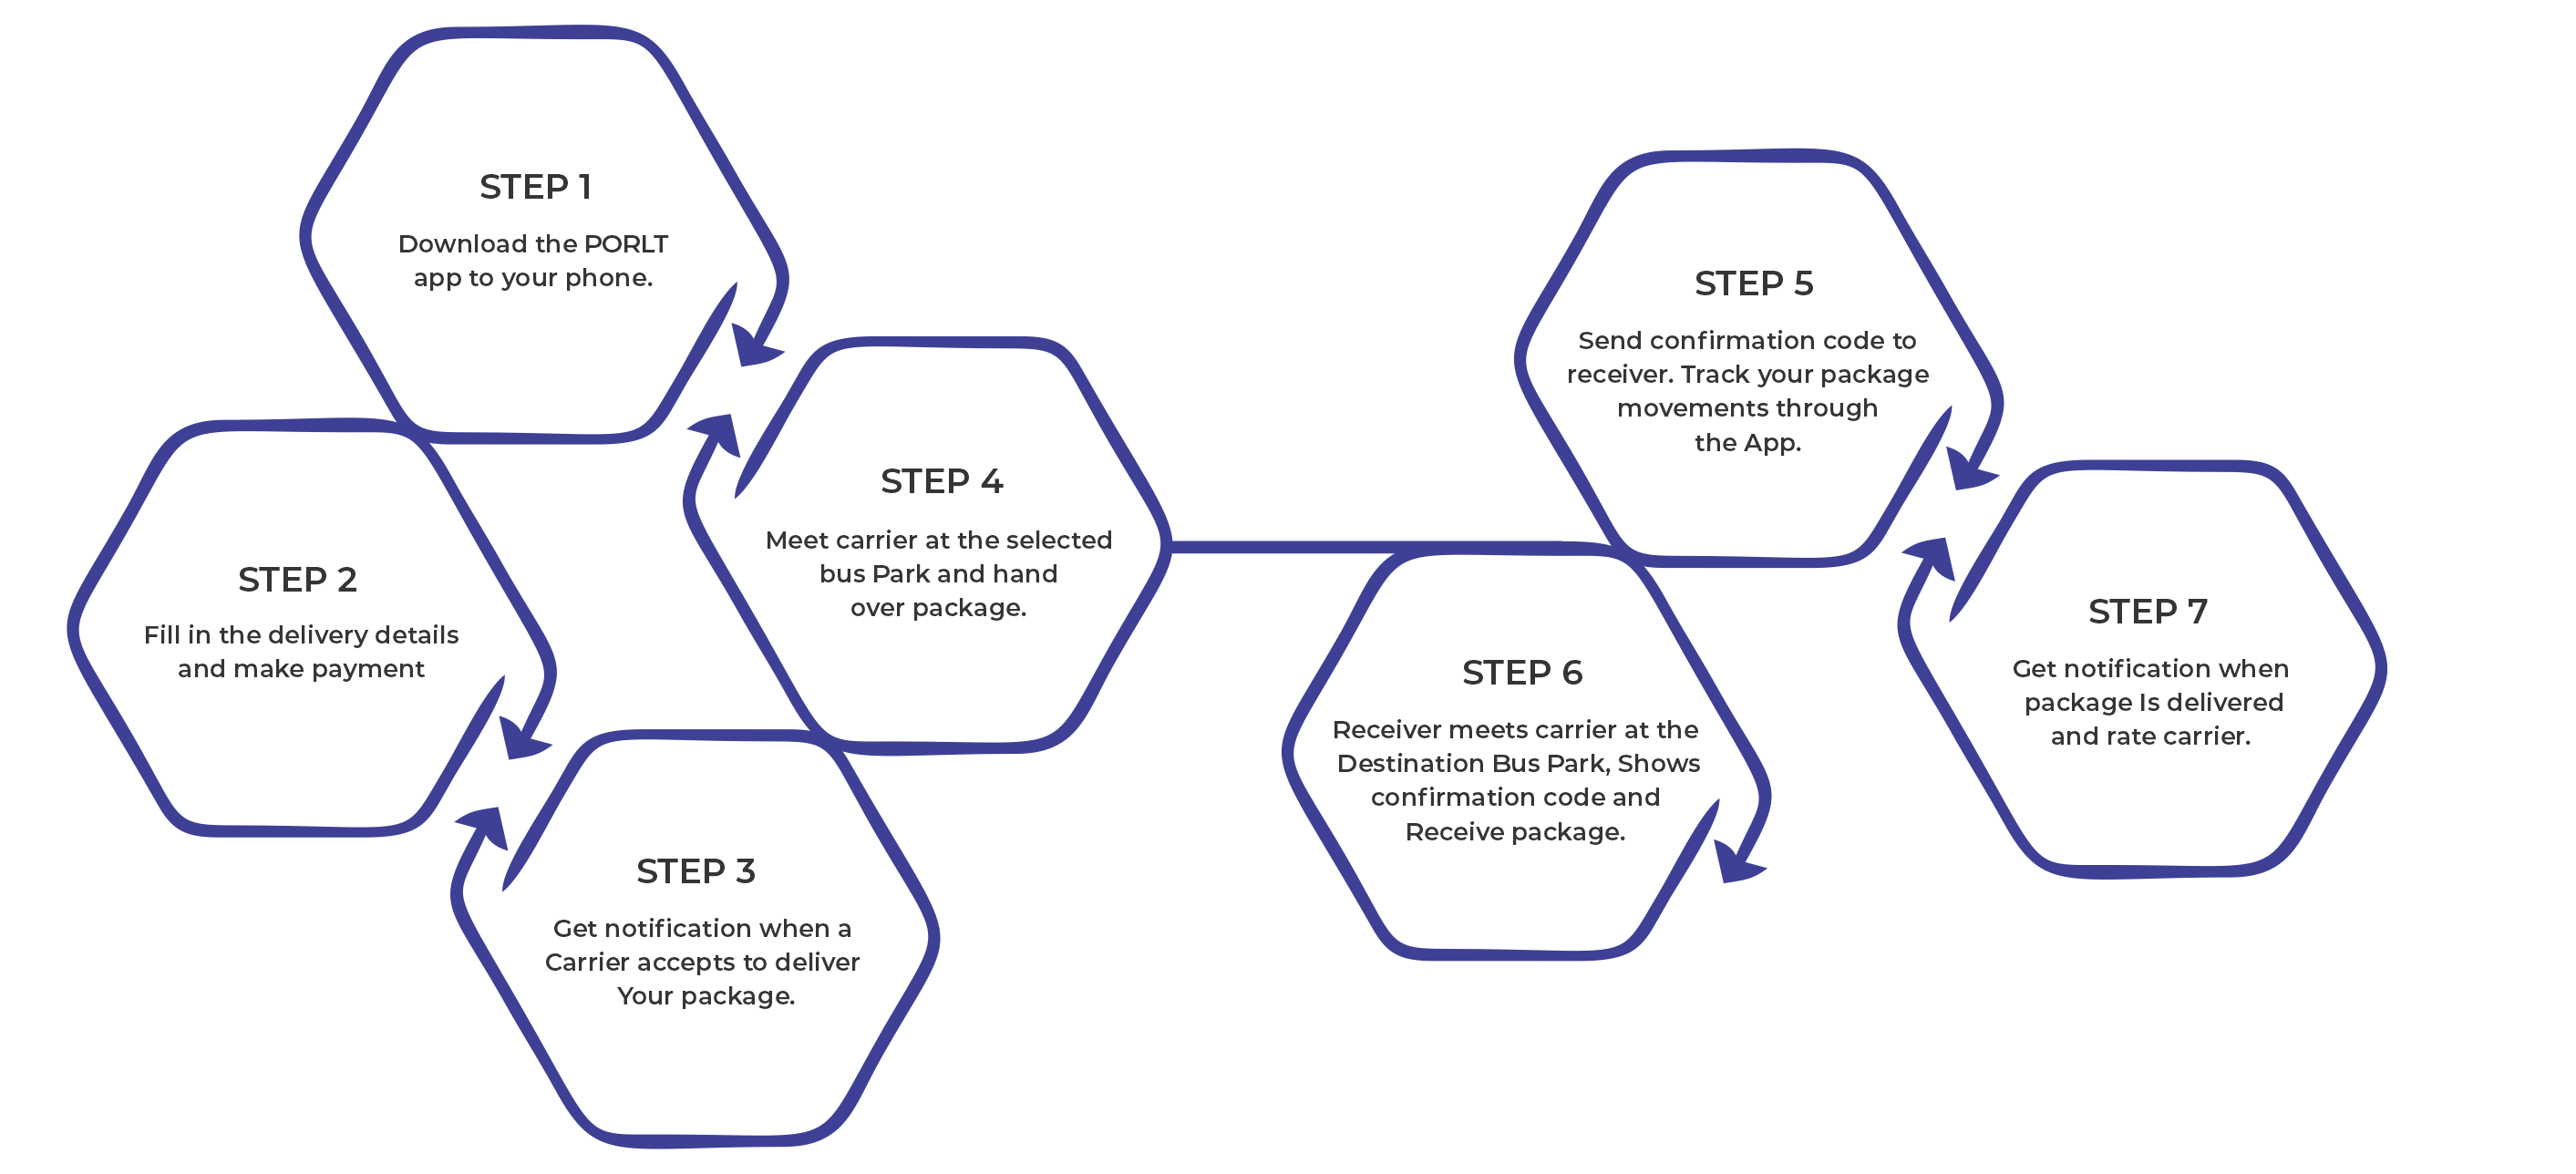 STEP 1
Download the PORLT
app to your phone.
STEP 2
Fill in the delivery details
and make payment
STEP 3
Get notification when a
Carrier accepts to deliver
Your package.
STEP 4
Meet carrier at the selected
bus Park and hand
over package.
STEP 5
Send confirmation code to
receiver. Track your package
movements through
the App.
STEP 6
Receiver meets carrier at the
Destination Bus Park, Shows
confirmation code and
Receive package.
STEP 7
Get notification when
package Is delivered
and rate carrier.